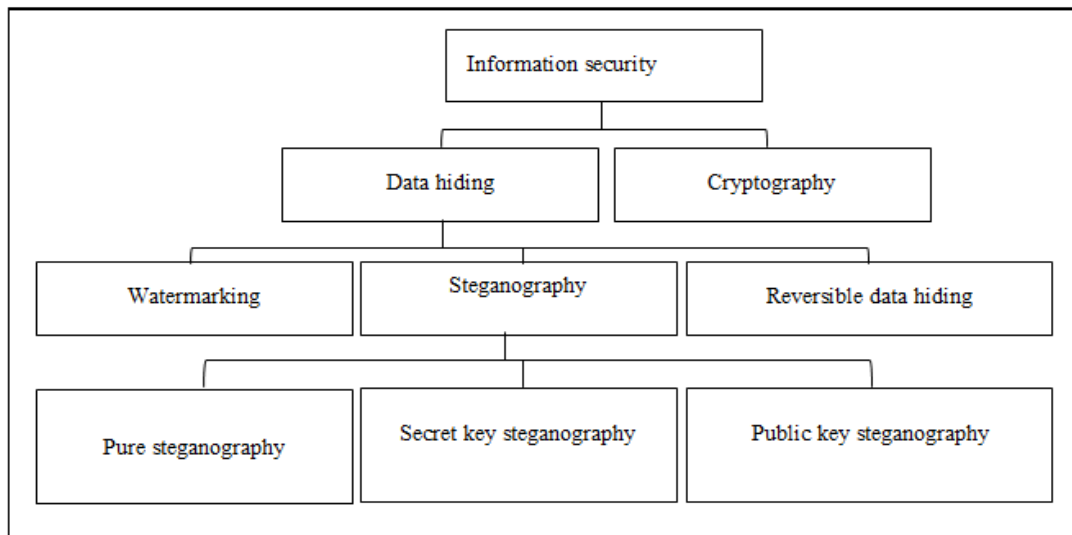 Information security
Data hiding
Cryptography
Watermarking
Steganography
Reversible data hiding
Pure steganography
Secret key steganography
Public key steganography